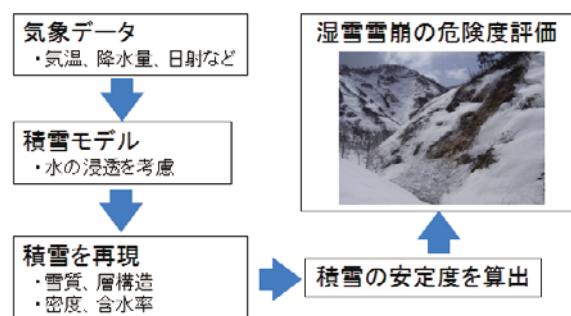 気象データ
・気温、降水量、日射など
積雪モデル
・水の浸透を考慮
積雪を再現
・雪質、層構造
・密度、含水率
積雪の安定度を算出
湿雪雪崩の危険度評価